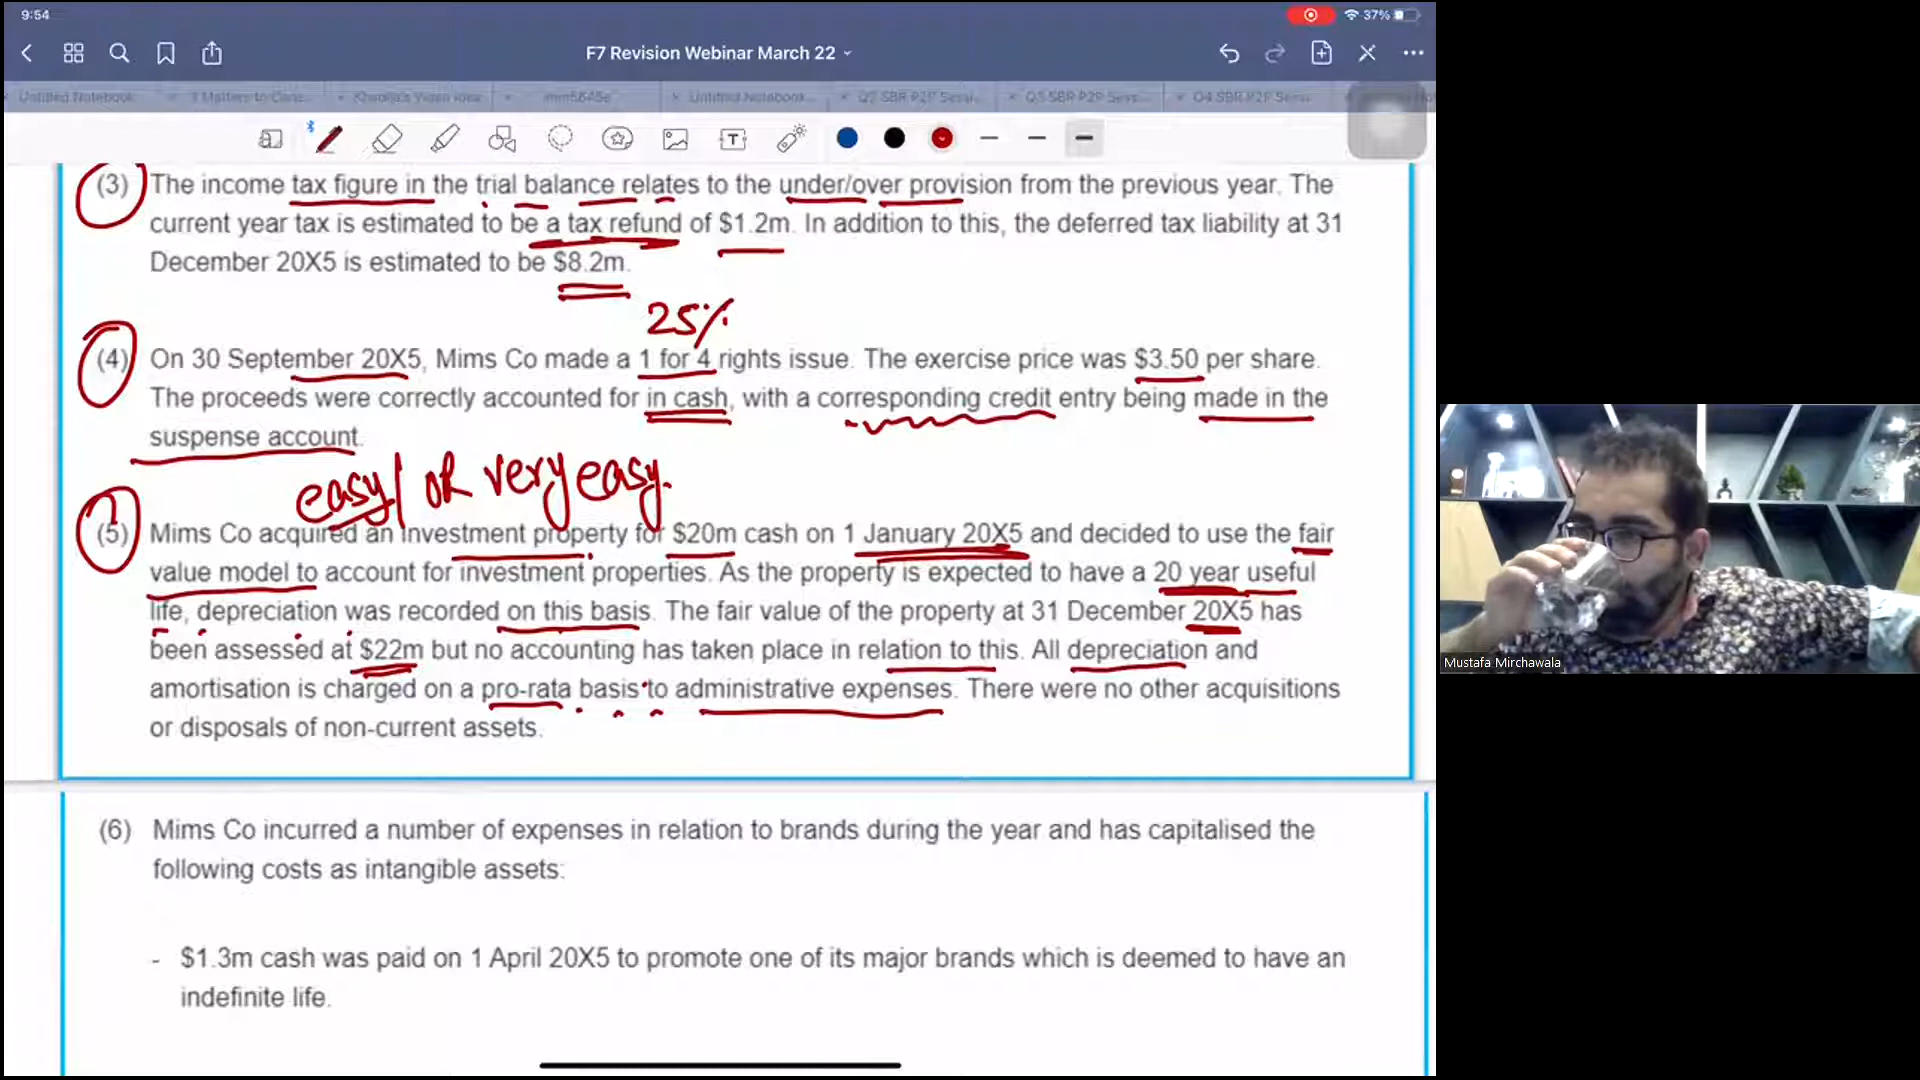 9:54
37%
F7 Revision Webinar March 22
Untitled Notebook
Untitled Notebook...
(3) The income tax figure in the trial balance relates to the under/over provision from the previous year. The
current year tax is estimated to be a tax refund of $1.2m. In addition to this, the deferred tax liability at 31
December 20X5 is estimated to be $8.2m.
25%
(4) On 30 September 20X5, Mims Co made a 1 for 4 rights issue. The exercise price was $3.50 per share.
The proceeds were correctly accounted for in cash, with a corresponding credit entry being made in the
suspense account.
easy / or very easy.
(5) Mims Co acquired an investment property for $20m cash on 1 January 20X5 and decided to use the fair
value model to account for investment properties. As the property is expected to have a 20 year useful
life, depreciation was recorded on this basis. The fair value of the property at 31 December 20X5 has
been assessed at $22m but no accounting has taken place in relation to this. All depreciation and
amortisation is charged on a pro-rata basis to administrative expenses. There were no other acquisitions
or disposals of non-current assets.
(6) Mims Co incurred a number of expenses in relation to brands during the year and has capitalised the
following costs as intangible assets:
- $1.3m cash was paid on 1 April 20X5 to promote one of its major brands which is deemed to have an
indefinite life.
Mustafa Mirchawala